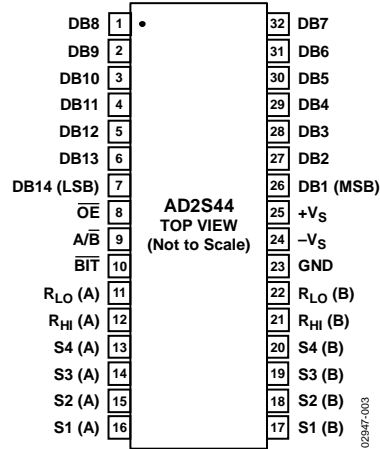 DB8 1 32 DB7
DB9 2 31 DB6
DB10 3 30 DB5
DB11 4 29 DB4
DB12 5 28 DB3
DB13 6 27 DB2
DB14 (LSB) 7 26 DB1 (MSB)
O̅E̅ 8 25 +VS
A/B̅ 9 24 –VS
B̅I̅T̅ 10 23 GND
RLO (A) 11 22 RLO (B)
RHI (A) 12 21 RHI (B)
S4 (A) 13 20 S4 (B)
S3 (A) 14 19 S3 (B)
S2 (A) 15 18 S2 (B)
S1 (A) 16 17 S1 (B)
AD2S44
TOP VIEW
(Not to Scale)
02947-003